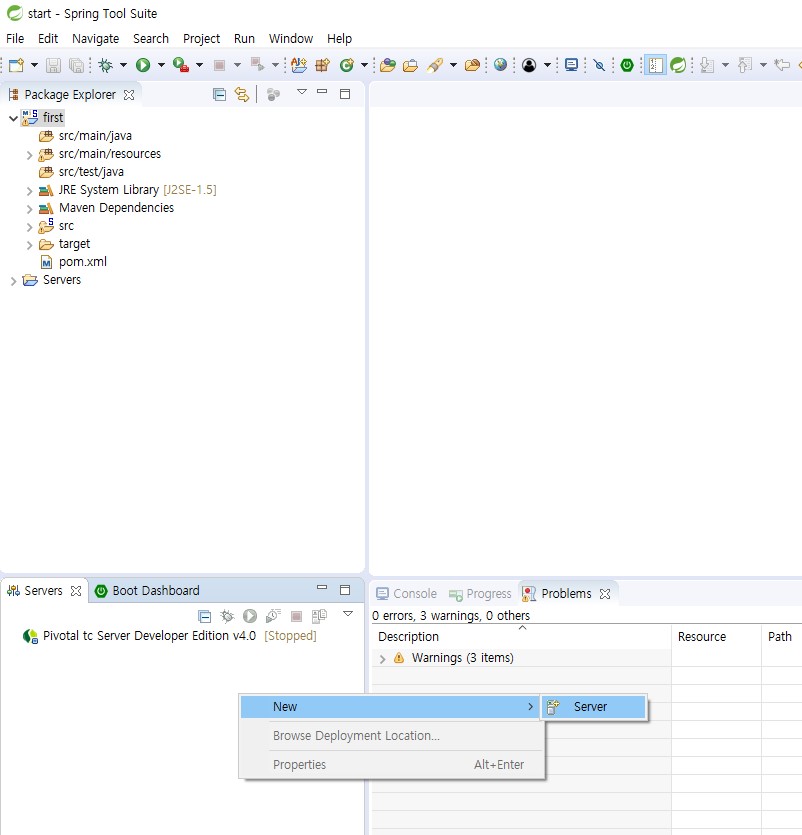 start - Spring Tool Suite
File Edit Navigate Search Project Run Window Help
Package Explorer
first
src/main/java
src/main/resources
src/test/java
JRE System Library [J2SE-1.5]
Maven Dependencies
src
target
pom.xml
Servers
Servers Boot Dashboard
Pivotal tc Server Developer Edition v4.0 [Stopped]
Console Progress Problems
0 errors, 3 warnings, 0 others
Description Resource Path
Warnings (3 items)
New Server
Browse Deployment Location...
Properties Alt+Enter